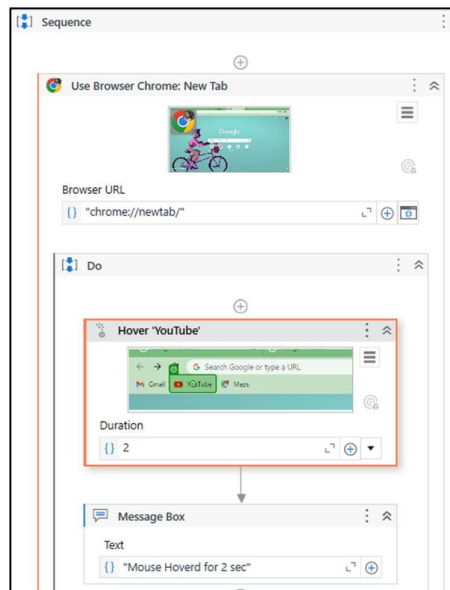 Sequence
Use Browser Chrome: New Tab
Google
Browser URL
{} "chrome://newtab/"
Do
Hover 'YouTube'
G Search Google or type a URL
Gmail YouTube Maps
Duration
{} 2
Message Box
Text
{} "Mouse Hoverd for 2 sec"